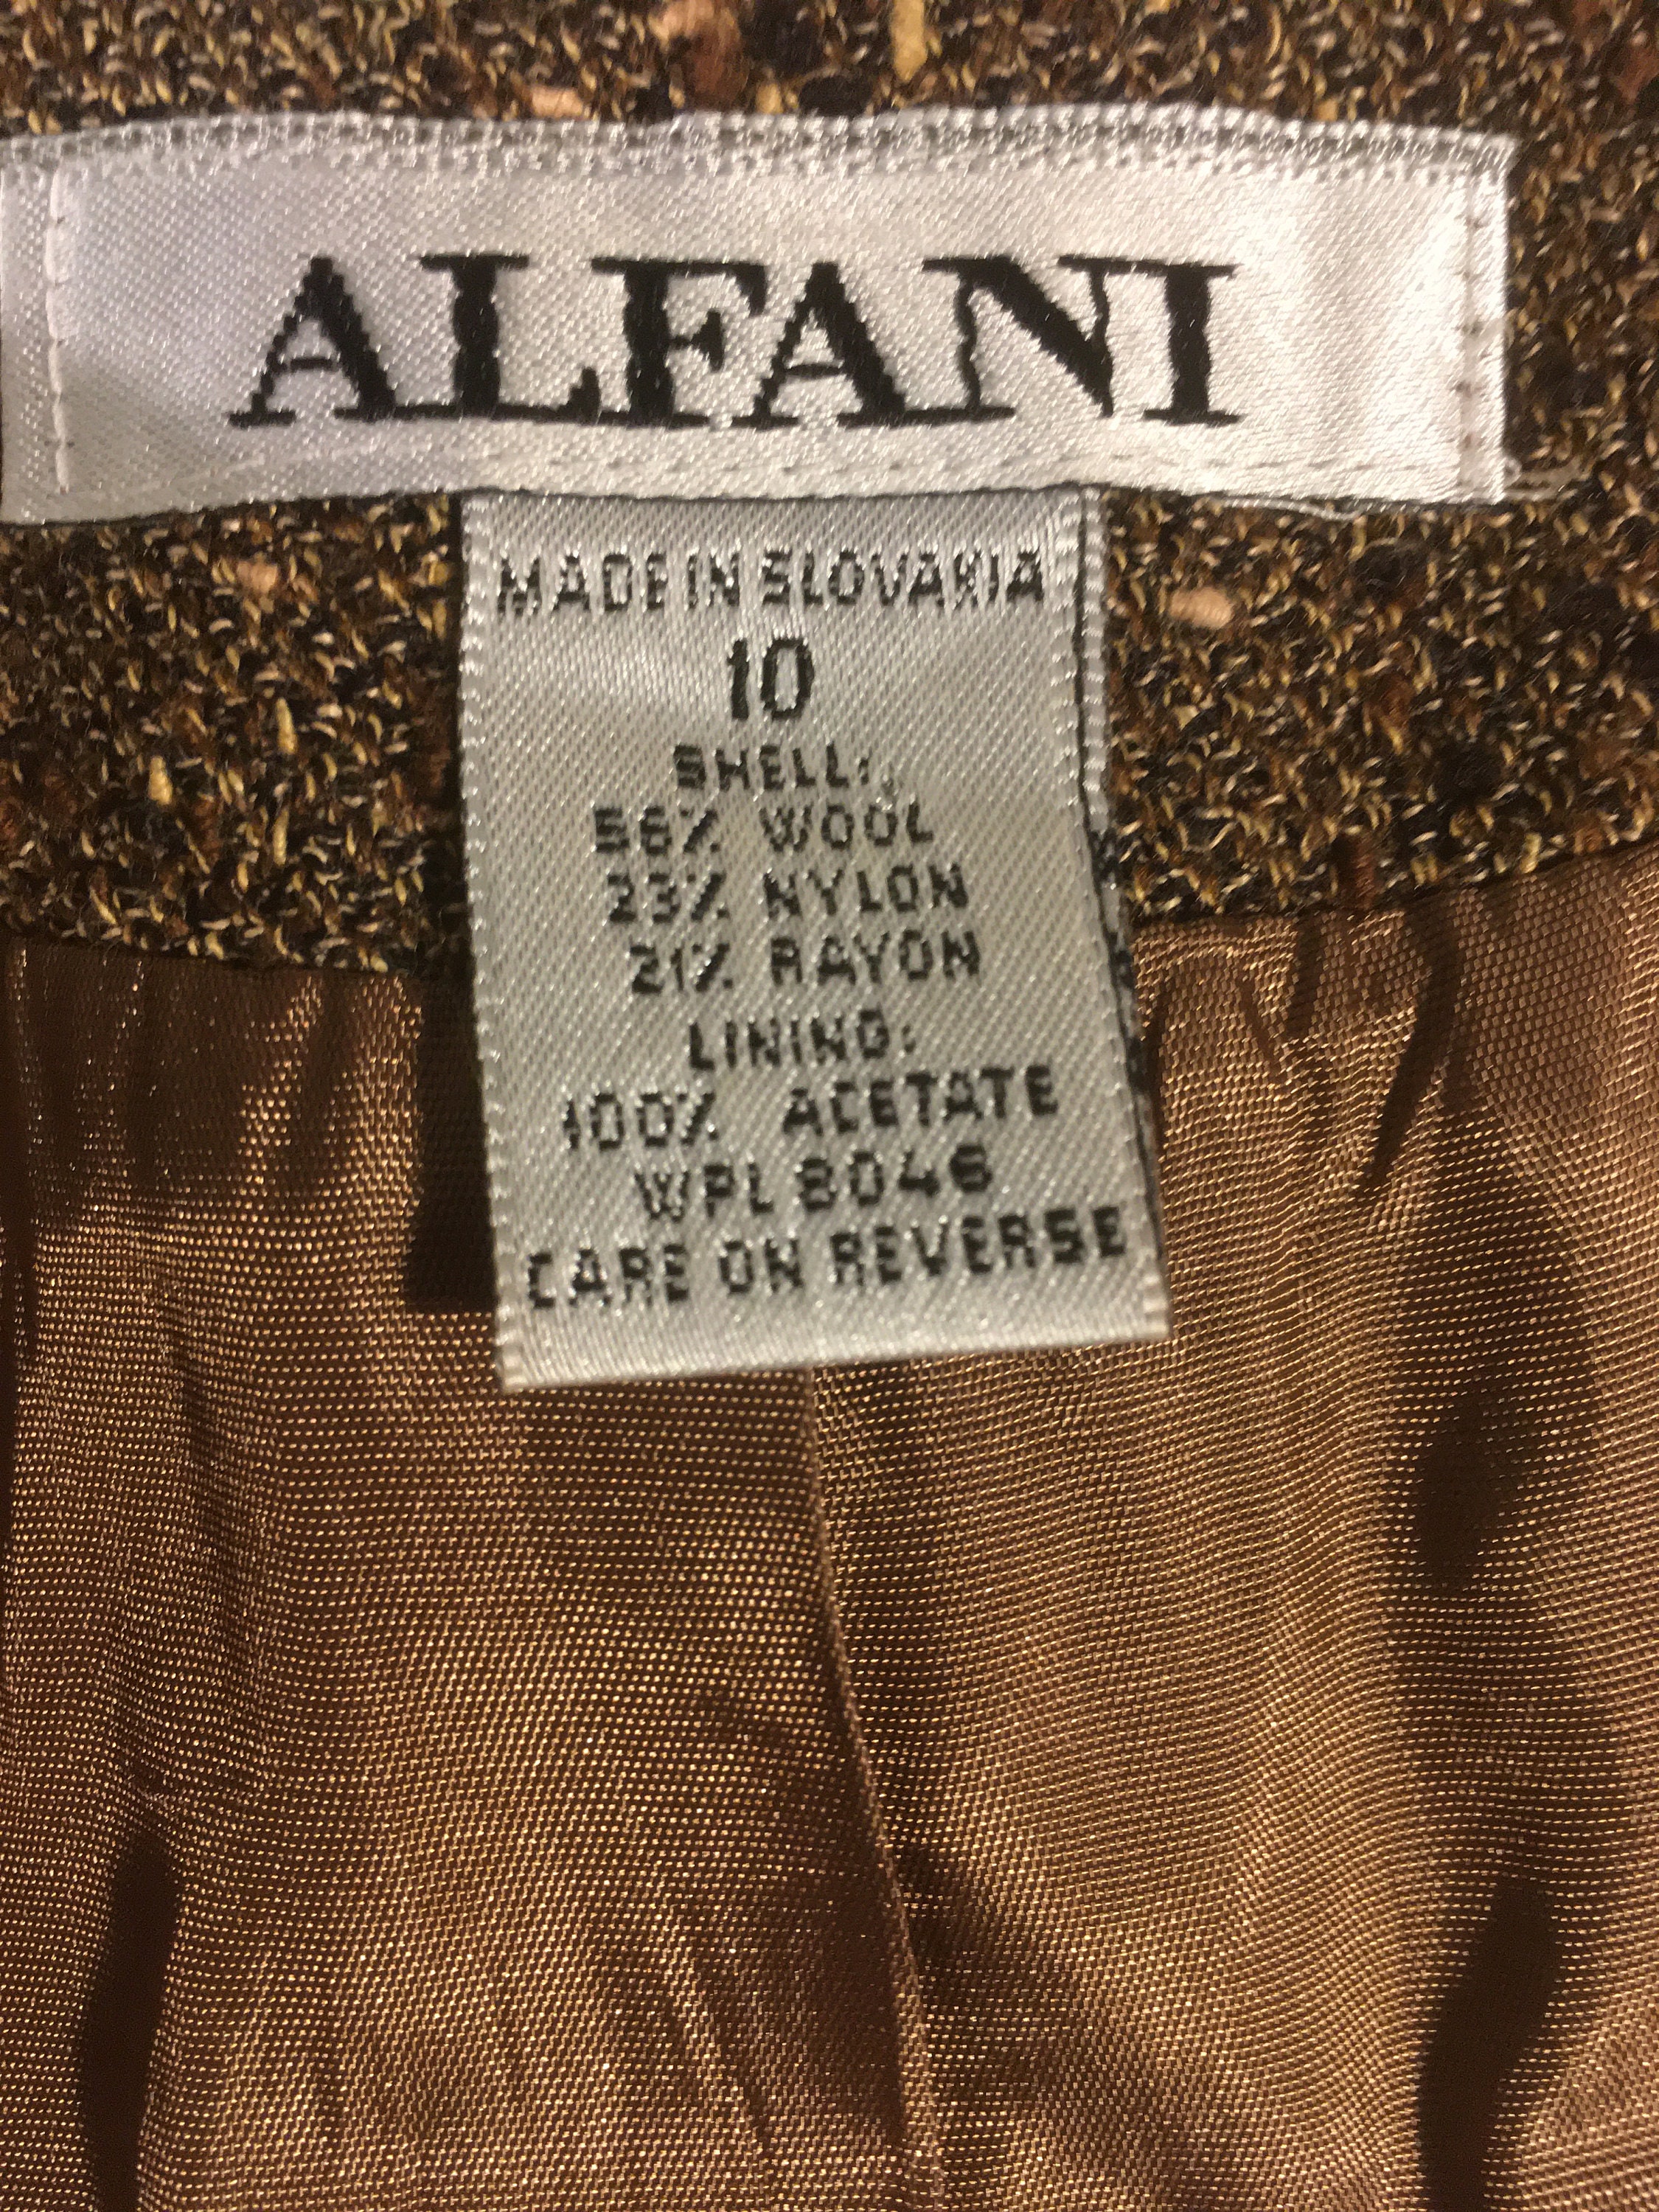 ALFANI
MADE IN SLOVAKIA
10
SHELL:
56% WOOL
23% NYLON
21% RAYON
LINING:
100% ACETATE
WPL 8046
CARE ON REVERSE